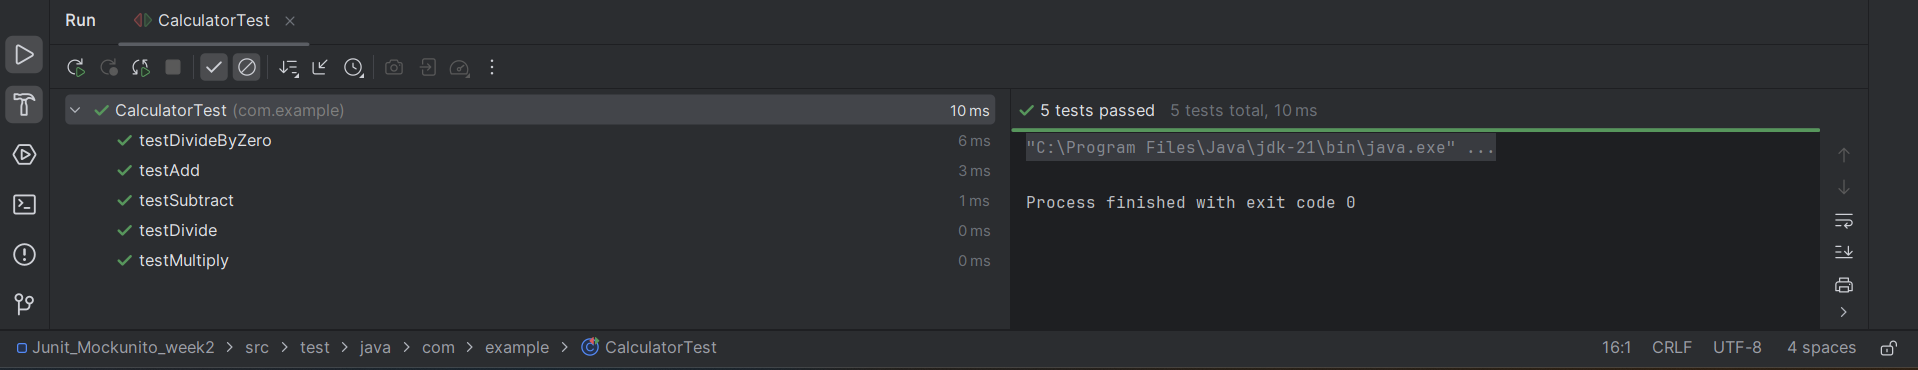 Run CalculatorTest
CalculatorTest (com.example) 10 ms
testDivideByZero 6 ms
testAdd 3 ms
testSubtract 1 ms
testDivide 0 ms
testMultiply 0 ms
5 tests passed 5 tests total, 10 ms
"C:\Program Files\Java\jdk-21\bin\java.exe" ...
Process finished with exit code 0
Junit_Mockunito_week2 > src > test > java > com > example > CalculatorTest 16:1 CRLF UTF-8 4 spaces